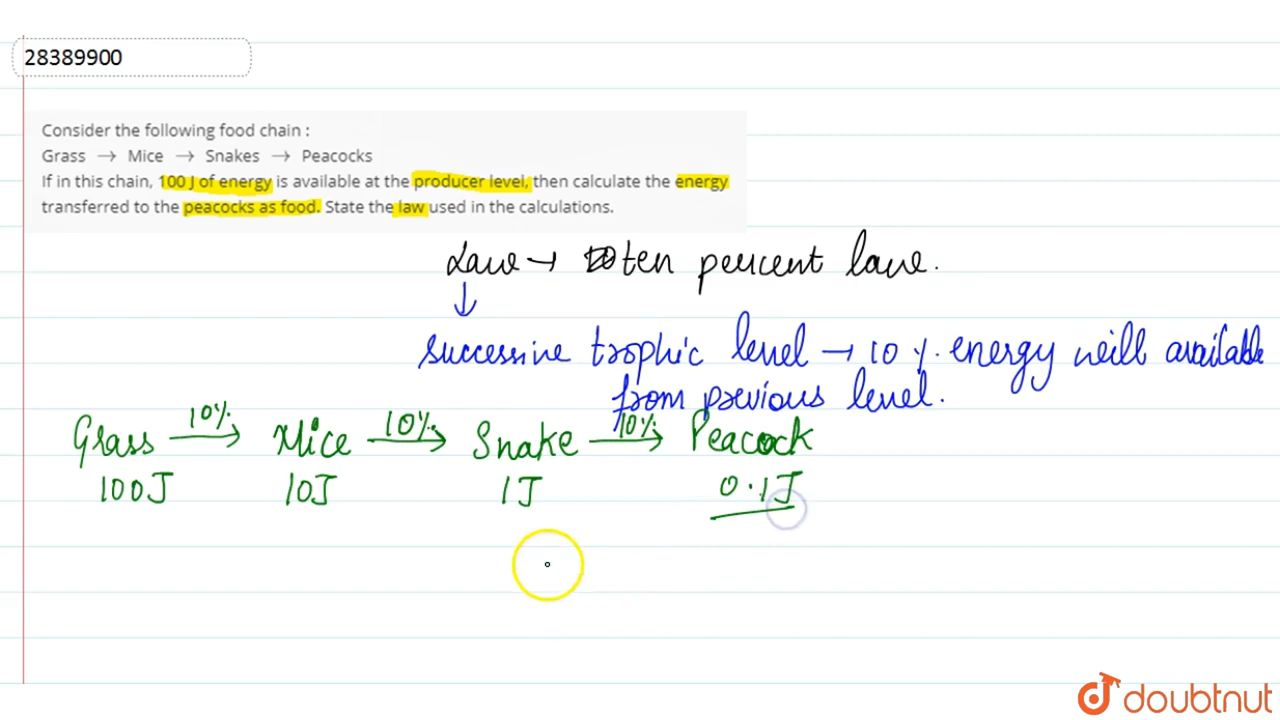 28389900
Consider the following food chain :
Grass → Mice → Snakes → Peacocks
If in this chain, 100 J of energy is available at the producer level, then calculate the energy
transferred to the peacocks as food. State the law used in the calculations.
Law → ten percent law.
↓
successive trophic level → 10 %. energy will available
from previous level.
Grass 10% → Mice 10% → Snake 10% → Peacock
100J 10J 1J 0.1J
doubtnut